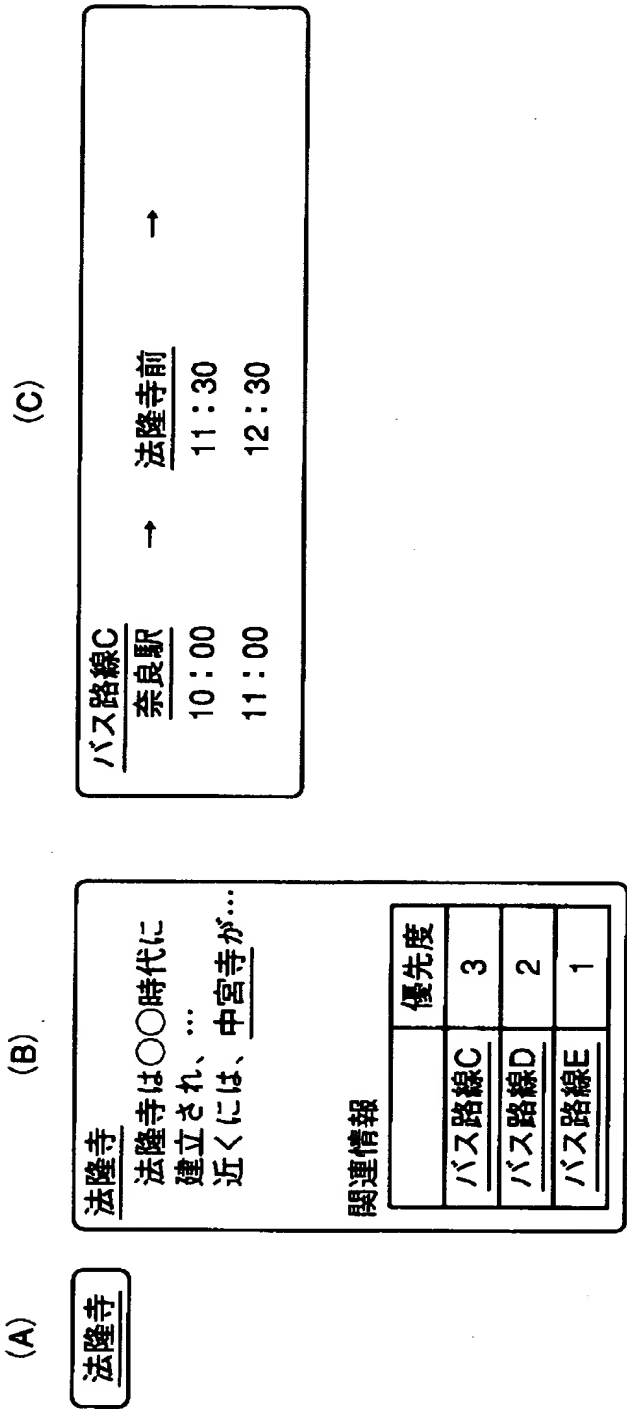 (A)
法隆寺
(B)
法隆寺
法隆寺は○○時代に
建立され、…
近くには、中宮寺が…
関連情報
優先度
バス路線C 3
バス路線D 2
バス路線E 1
(C)
バス路線C
奈良駅 → 法隆寺前 →
10：00 11：30
11：00 12：30